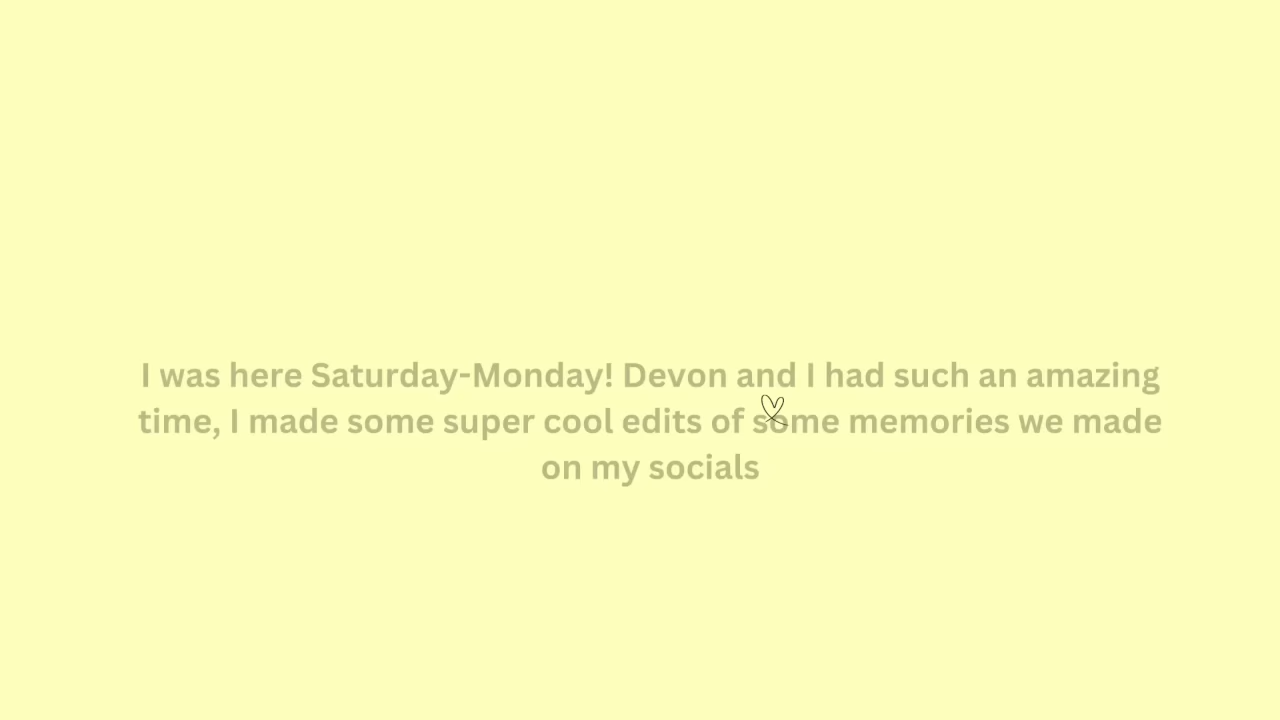 I was here Saturday-Monday! Devon and I had such an amazing
time, I made some super cool edits of some memories we made
on my socials